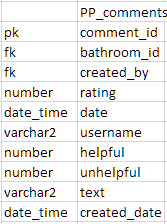 PP_comments
pk comment_id
fk bathroom_id
fk created_by
number rating
date_time date
varchar2 username
number helpful
number unhelpful
varchar2 text
date_time created_date